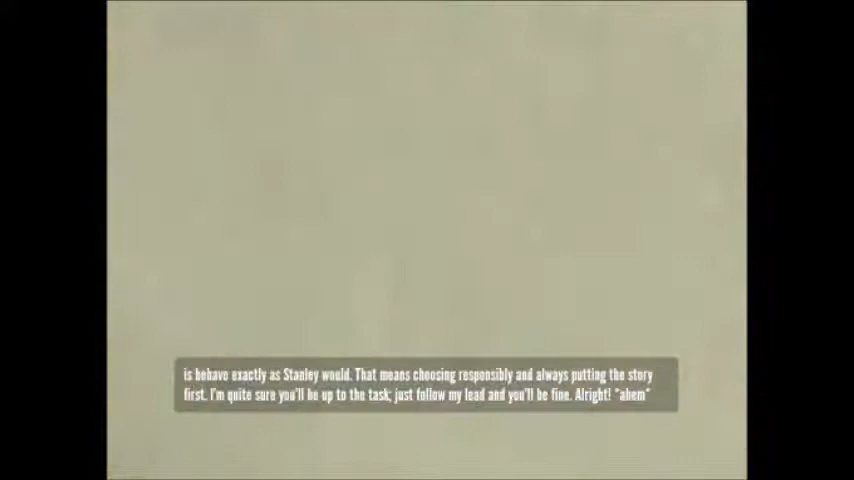 is behave exactly as Stanley would. That means choosing responsibly and always putting the story
first. I'm quite sure you'll be up to the task; just follow my lead and you'll be fine. Alright! *ahem*